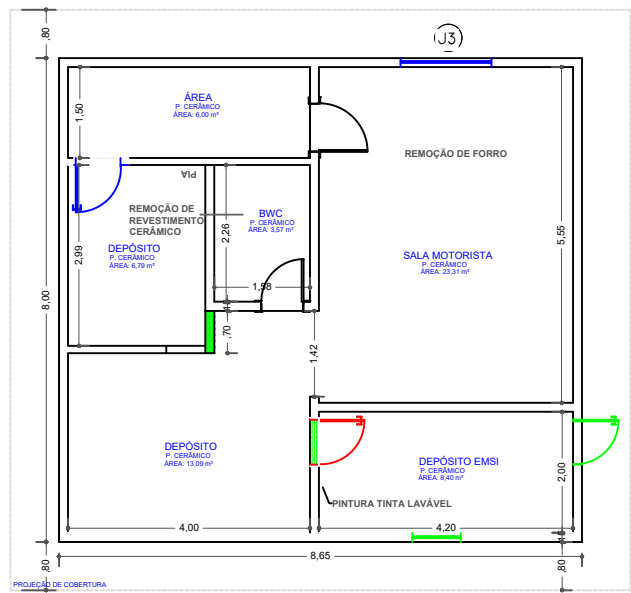 ,80
J3
ÁREA
P. CERÂMICO
ÁREA: 6,00 m²
1,50
REMOÇÃO DE FORRO
PIA
REMOÇÃO DE
REVESTIMENTO
CERÂMICO
BWC
P. CERÂMICO
ÁREA: 3,57 m²
2,26
5,55
DEPÓSITO
P. CERÂMICO
ÁREA: 6,79 m²
2,99
SALA MOTORISTA
P. CERÂMICO
ÁREA: 23,31 m²
8,00
1,58
,70
1,42
DEPÓSITO
P. CERÂMICO
ÁREA: 13,09 m²
DEPÓSITO EMSI
P. CERÂMICO
ÁREA: 8,40 m²
2,00
PINTURA TINTA LAVÁVEL
4,00
4,20
8,65
,80
,80
PROJEÇÃO DE COBERTURA